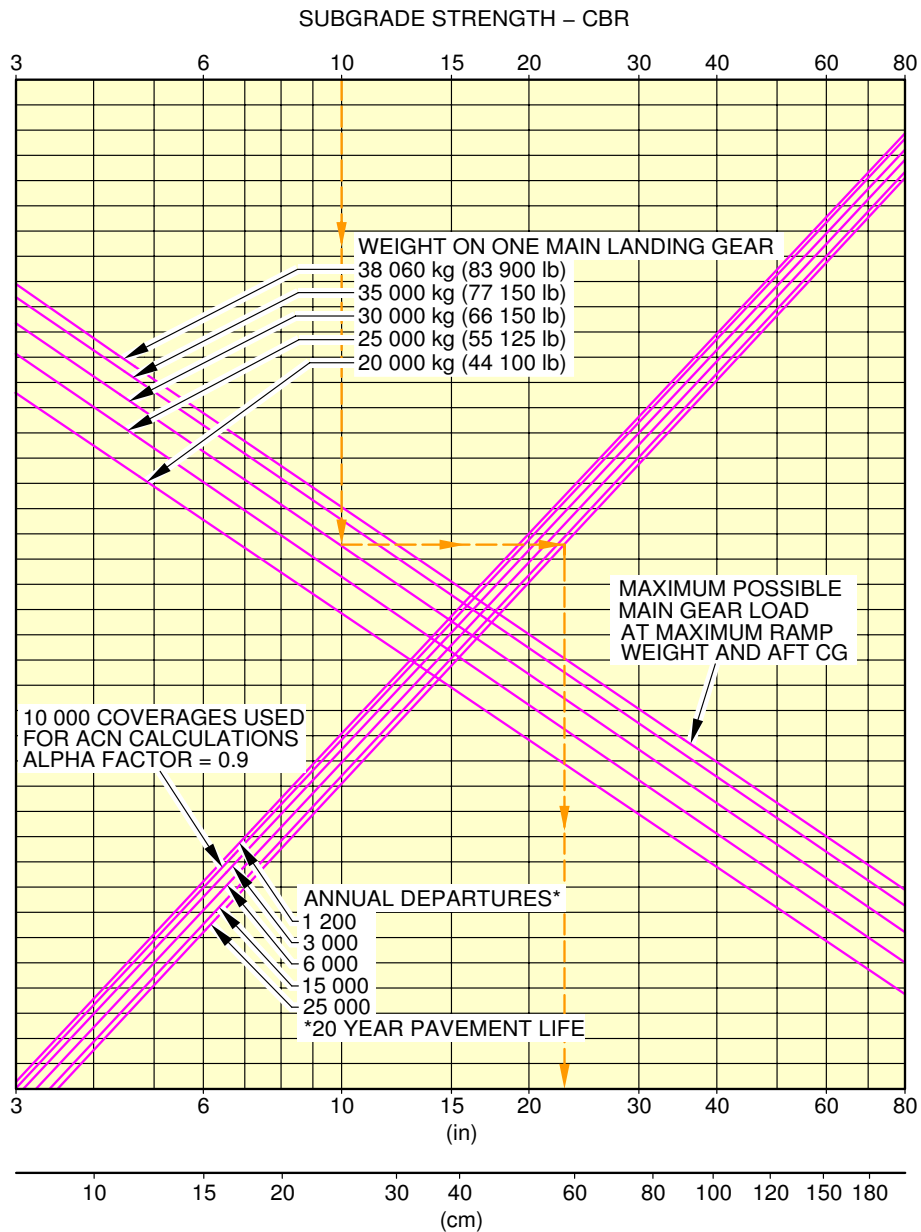 SUBGRADE STRENGTH – CBR
3 6 10 15 20 30 40 60 80
WEIGHT ON ONE MAIN LANDING GEAR
38 060 kg (83 900 lb)
35 000 kg (77 150 lb)
30 000 kg (66 150 lb)
25 000 kg (55 125 lb)
20 000 kg (44 100 lb)
MAXIMUM POSSIBLE
MAIN GEAR LOAD
AT MAXIMUM RAMP
WEIGHT AND AFT CG
10 000 COVERAGES USED
FOR ACN CALCULATIONS
ALPHA FACTOR = 0.9
ANNUAL DEPARTURES*
1 200
3 000
6 000
15 000
25 000
*20 YEAR PAVEMENT LIFE
3 6 10 15 20 30 40 60 80
(in)
10 15 20 30 40 60 80 100 120 150 180
(cm)